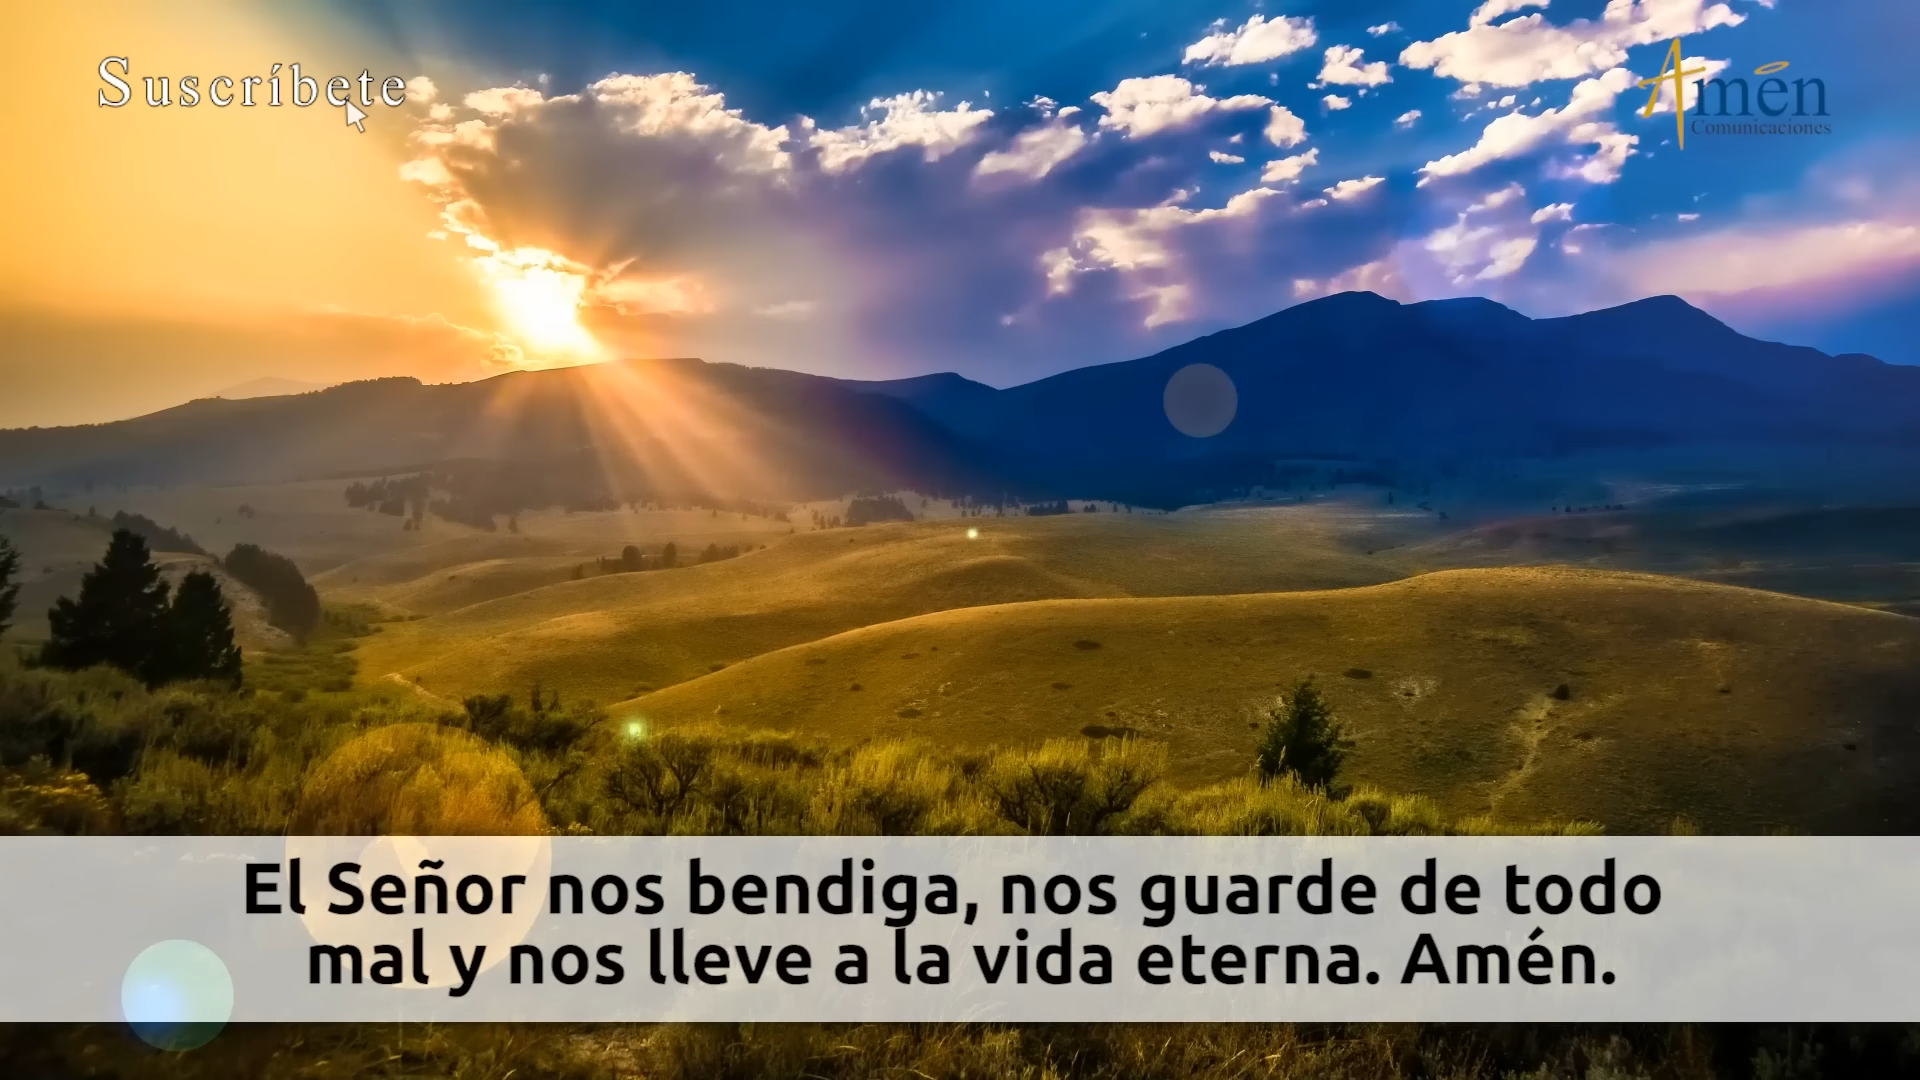 Suscríbete
Amén
Comunicaciones
El Señor nos bendiga, nos guarde de todo
mal y nos lleve a la vida eterna. Amén.